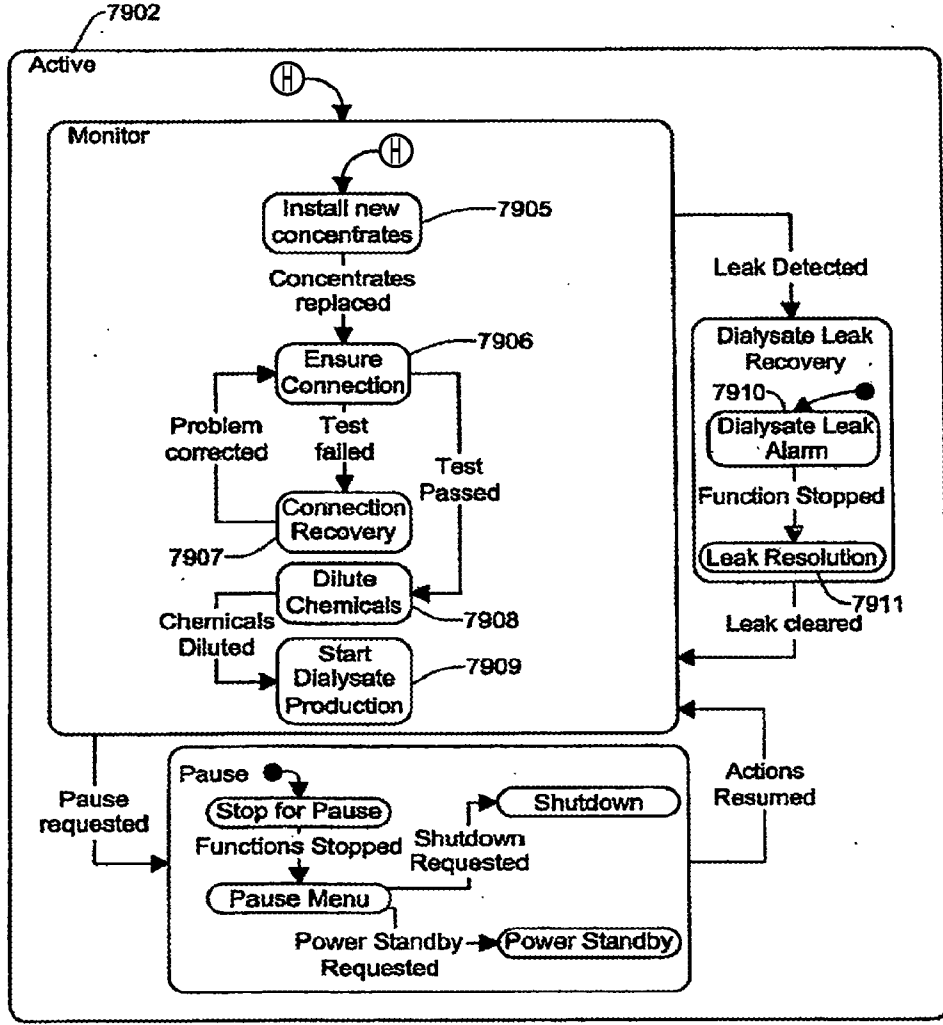 7902
Active
H
Monitor
H
Install new
concentrates
7905
Concentrates
replaced
Ensure
Connection
7906
Problem
corrected
Test
failed
Test
Passed
Connection
Recovery
7907
Dilute
Chemicals
7908
Chemicals
Diluted
Start
Dialysate
Production
7909
Leak Detected
Dialysate Leak
Recovery
7910
Dialysate Leak
Alarm
Function Stopped
Leak Resolution
7911
Leak cleared
Pause
requested
Pause
Stop for Pause
Functions Stopped
Pause Menu
Shutdown
Requested
Shutdown
Power Standby
Requested
Power Standby
Actions
Resumed